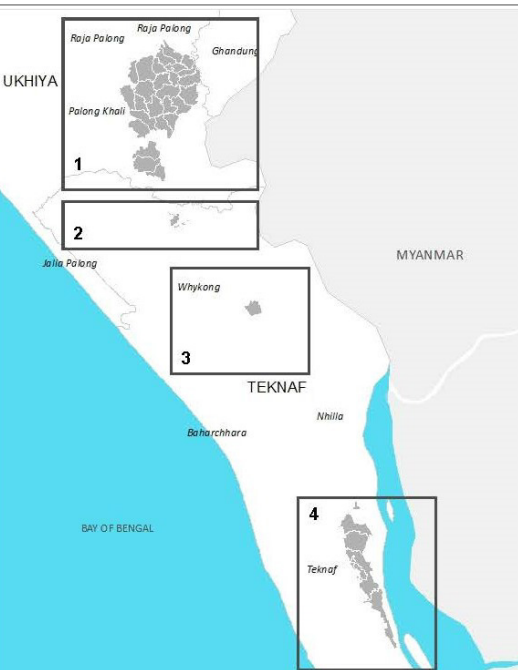 Raja Palong
Raja Palong
Ghandung
UKHIYA
Palong Khali
1
2
MYANMAR
Jalia Palong
Whykong
3
TEKNAF
Nhilla
Baharchhara
4
BAY OF BENGAL
Teknaf